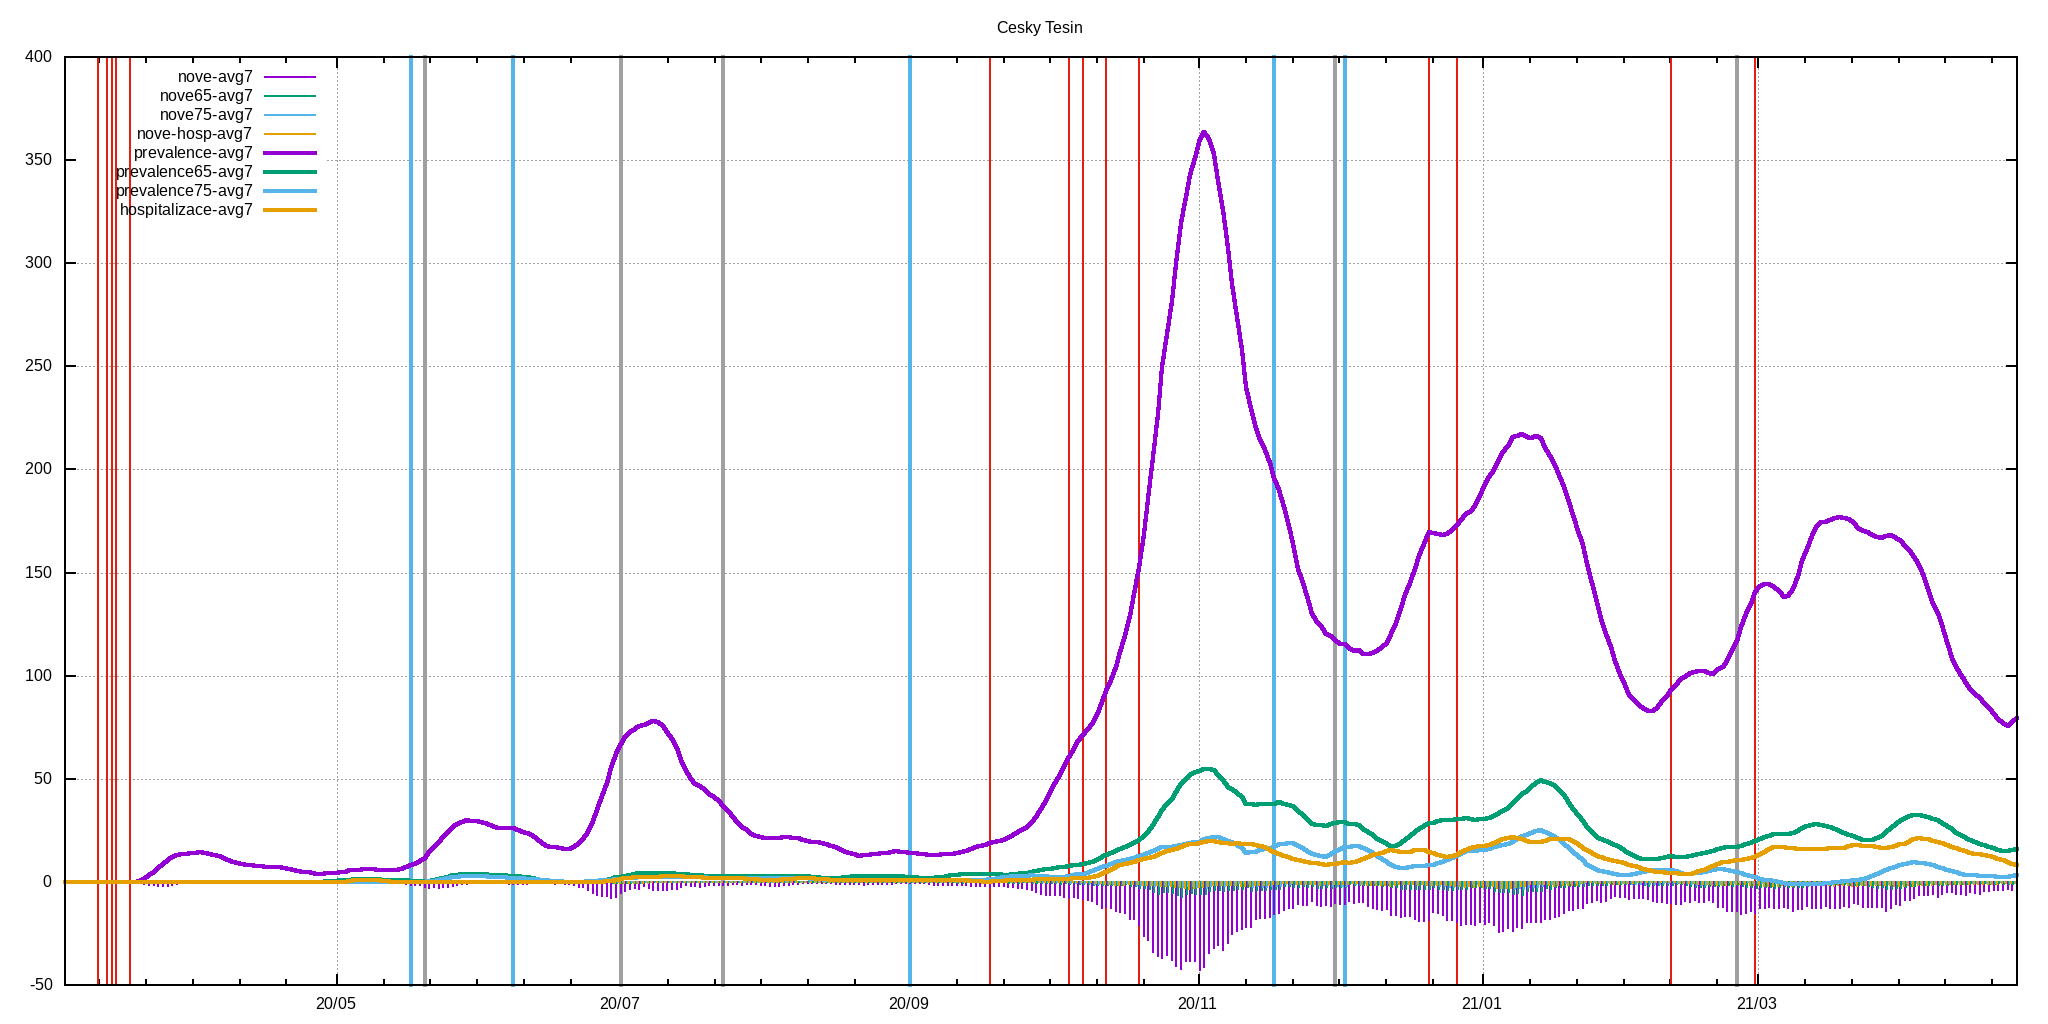 Cesky Tesin
400
350
300
250
200
150
100
50
0
-50
nove-avg7
nove65-avg7
nove75-avg7
nove-hosp-avg7
prevalence-avg7
prevalence65-avg7
prevalence75-avg7
hospitalizace-avg7
20/05
20/07
20/09
20/11
21/01
21/03